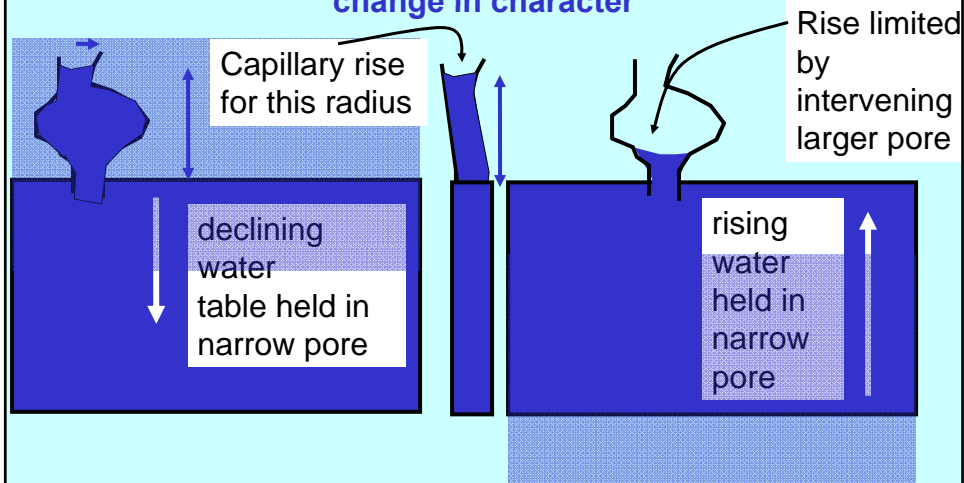 change in character
Capillary rise
for this radius
Rise limited
by
intervening
larger pore
declining
water
table held in
narrow pore
rising
water
held in
narrow
pore